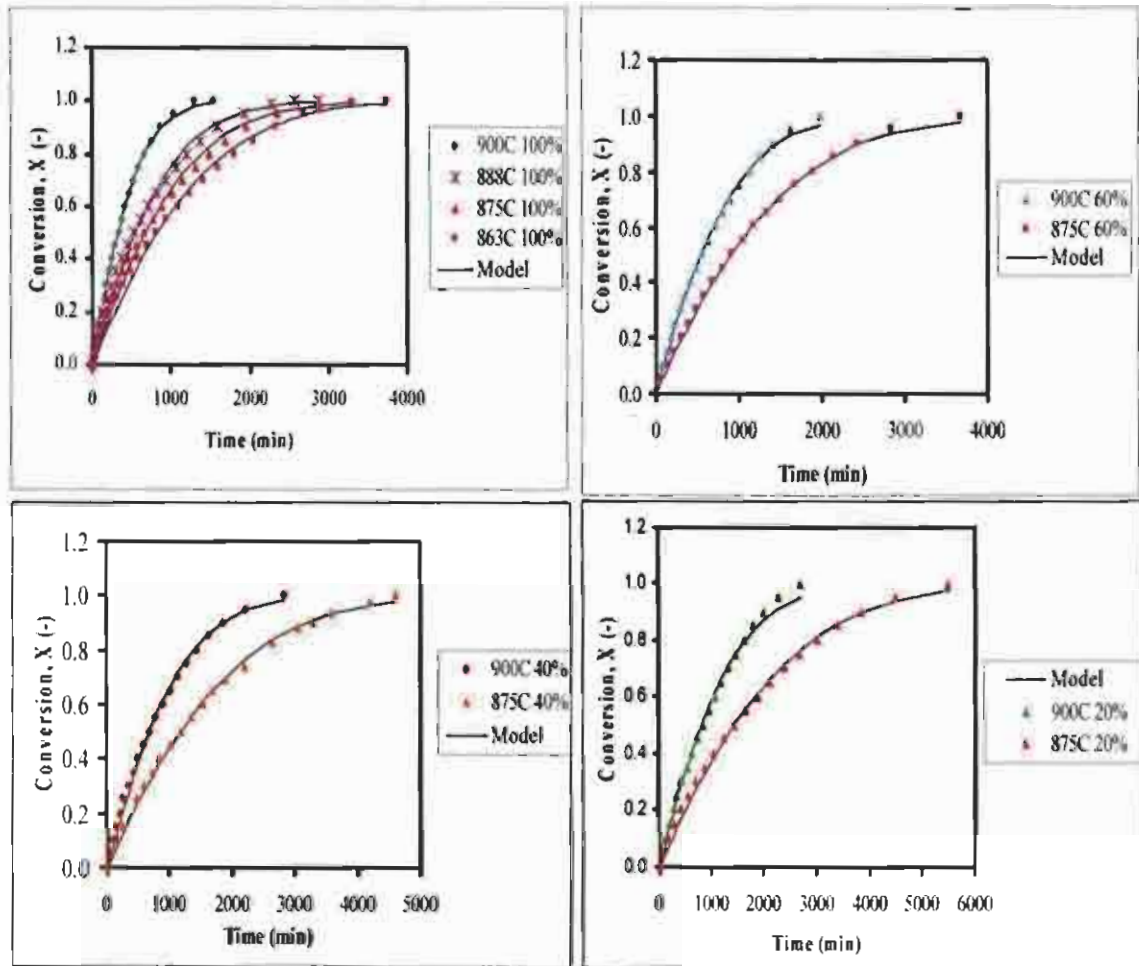 1.2
1.0
0.8
0.6
0.4
0.2
0.0
Conversion, X (-)
0 1000 2000 3000 4000
Time (min)
900C 100%
888C 100%
875C 100%
863C 100%
Model
1.2
1.0
0.8
0.6
0.4
0.2
0.0
Conversion, X (-)
0 1000 2000 3000 4000
Time (min)
900C 60%
875C 60%
Model
1.2
1.0
0.8
0.6
0.4
0.2
0.0
Conversion, X (-)
0 1000 2000 3000 4000 5000
Time (min)
900C 40%
875C 40%
Model
1.2
1.0
0.8
0.6
0.4
0.2
0.0
Conversion, X (-)
0 1000 2000 3000 4000 5000 6000
Time (min)
Model
900C 20%
875C 20%